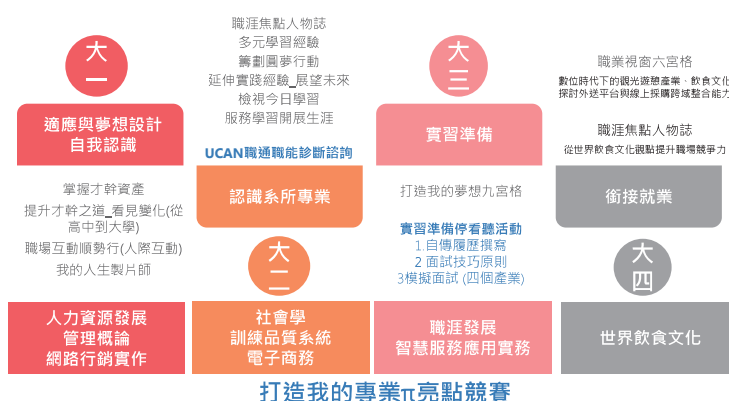 大
一
適應與夢想設計
自我認識
掌握才幹資產
提升才幹之道_看見變化(從
高中到大學)
職場互動順勢行(人際互動)
我的人生製片師
人力資源發展
管理概論
網路行銷實作
職涯焦點人物誌
多元學習經驗
籌劃圓夢行動
延伸實踐經驗_展望未來
檢視今日學習
服務學習開展生涯
UCAN職通職能診斷諮詢
認識系所專業
大
二
社會學
訓練品質系統
電子商務
大
三
實習準備
打造我的夢想九宮格
實習準備停看聽活動
1.自傳履歷撰寫
2 面試技巧原則
3模擬面試 (四個產業)
職涯發展
智慧服務應用實務
職業視窗六宮格
數位時代下的觀光遊憩產業，飲食文化
探討外送平台與線上採購跨域整合能力
職涯焦點人物誌
從世界飲食文化觀點提升職場競爭力
銜接就業
大
四
世界飲食文化
打造我的專業π亮點競賽